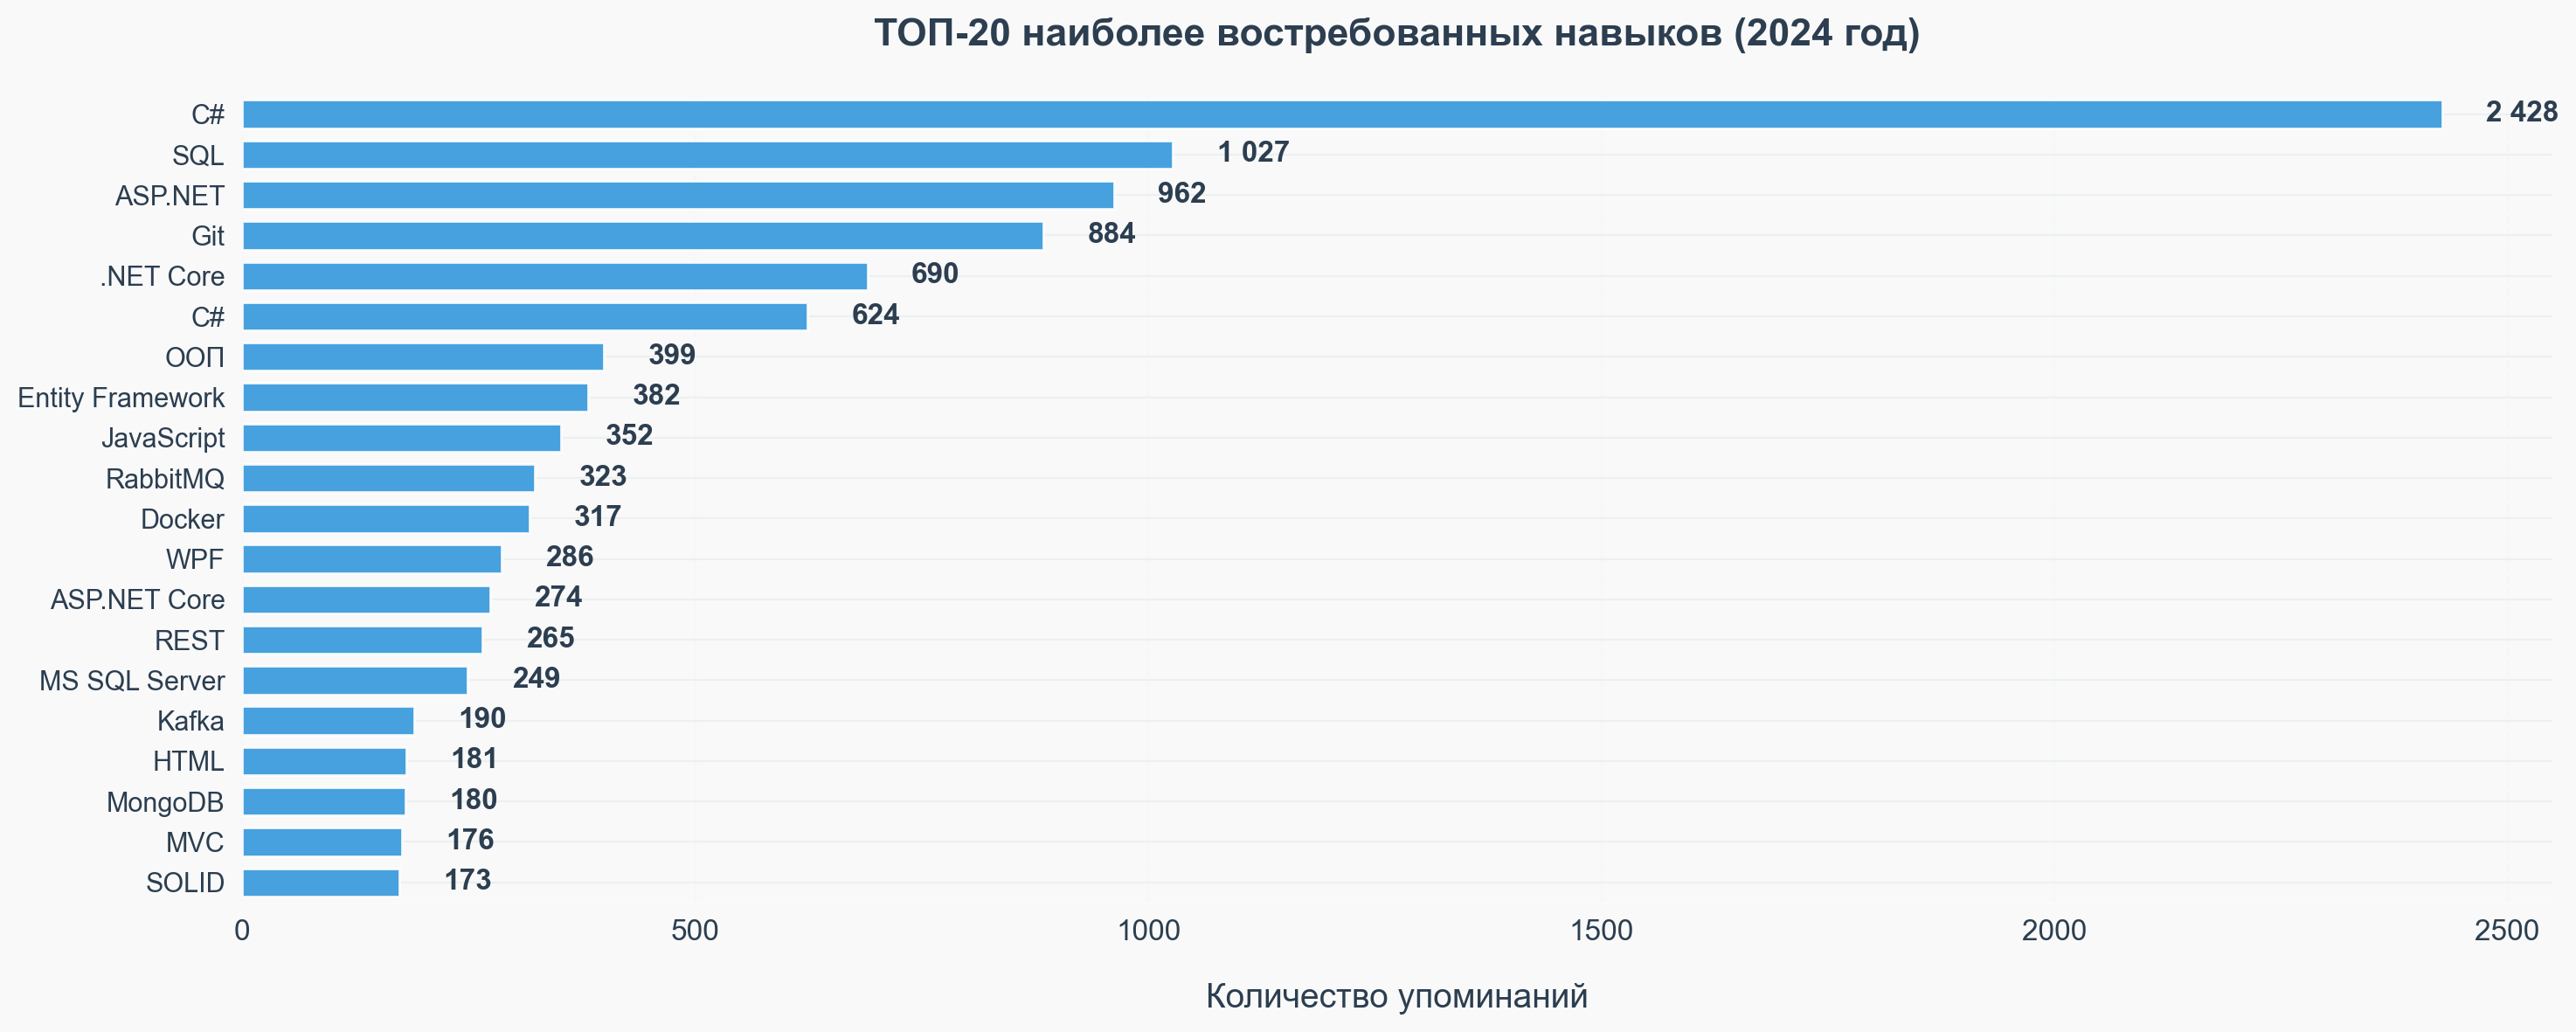 ТОП-20 наиболее востребованных навыков (2024 год)
C# 2 428
SQL 1 027
ASP.NET 962
Git 884
.NET Core 690
C# 624
ООП 399
Entity Framework 382
JavaScript 352
RabbitMQ 323
Docker 317
WPF 286
ASP.NET Core 274
REST 265
MS SQL Server 249
Kafka 190
HTML 181
MongoDB 180
MVC 176
SOLID 173
0 500 1000 1500 2000 2500
Количество упоминаний